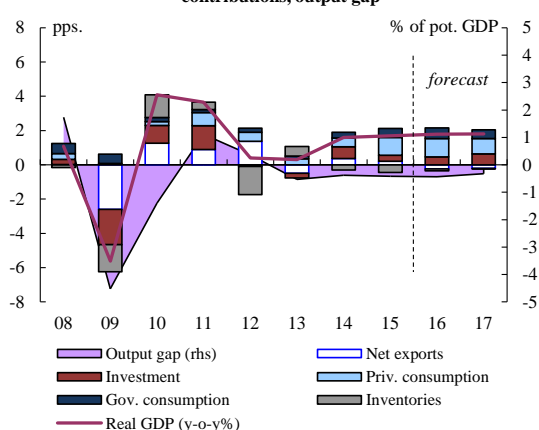 contributions, output gap
pps.
% of pot. GDP
8
6
4
2
0
-2
-4
-6
-8
5
4
3
2
1
0
-1
-2
-3
-4
-5
forecast
08 09 10 11 12 13 14 15 16 17
Output gap (rhs)
Net exports
Investment
Priv. consumption
Gov. consumption
Inventories
Real GDP (y-o-y%)